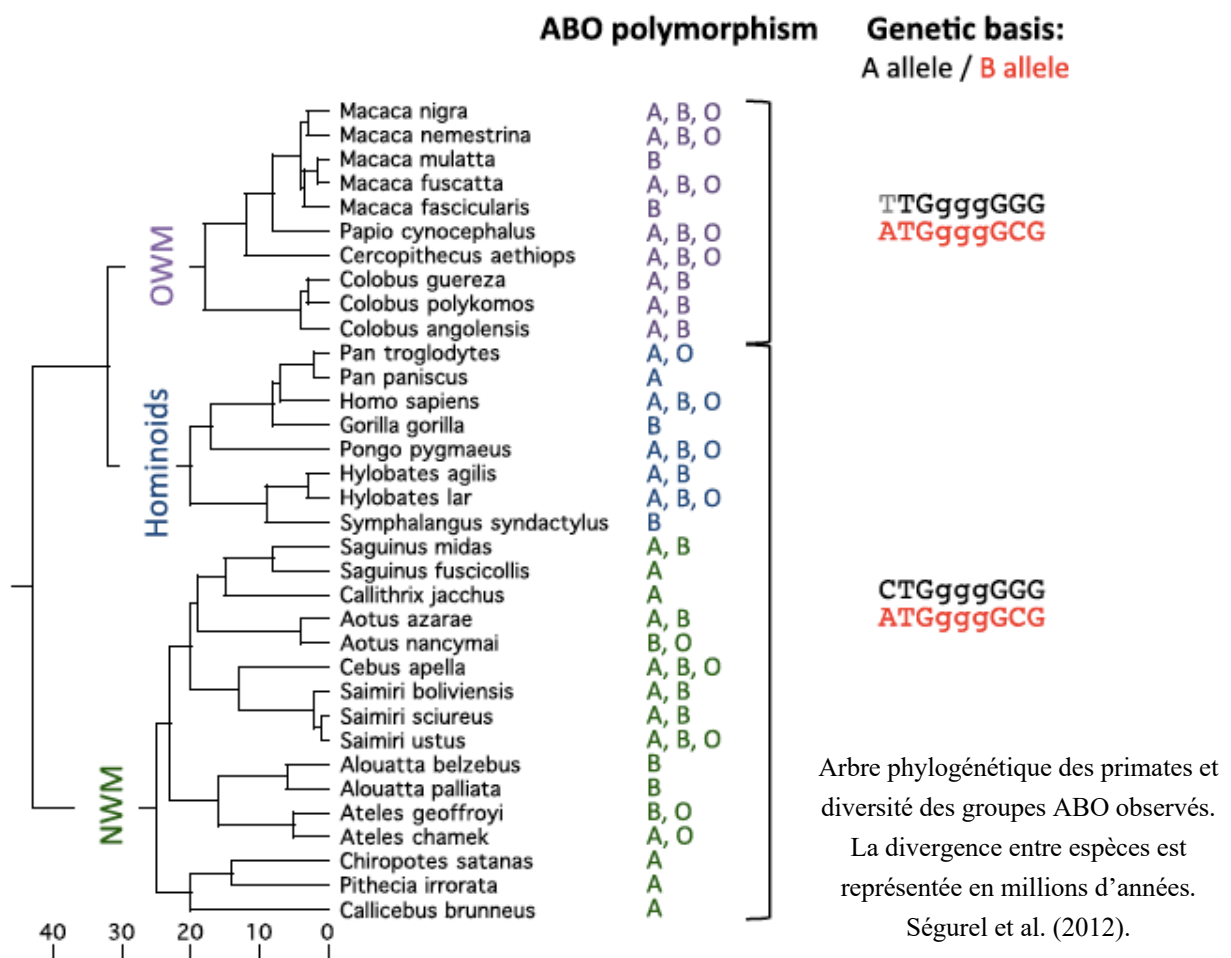 ABO polymorphism Genetic basis:
A allele / B allele
Macaca nigra A, B, O
Macaca nemestrina A, B, O
Macaca mulatta B
Macaca fuscatta A, B, O
Macaca fascicularis B
Papio cynocephalus A, B, O
Cercopithecus aethiops A, B, O
Colobus guereza A, B
Colobus polykomos A, B
Colobus angolensis A, B
OWM
TTGgggGGG
ATGgggGCG
Pan troglodytes A, O
Pan paniscus A
Homo sapiens A, B, O
Gorilla gorilla B
Pongo pygmaeus A, B, O
Hylobates agilis A, B
Hylobates lar A, B, O
Symphalangus syndactylus B
Hominoids
Saguinus midas A, B
Saguinus fuscicollis A
Callithrix jacchus A
Aotus azarae A, B
Aotus nancymai B, O
Cebus apella A, B, O
Saimiri boliviensis A, B
Saimiri sciureus A, B
Saimiri ustus A, B, O
Alouatta belzebus B
Alouatta palliata B
Ateles geoffroyi B, O
Ateles chamek A, O
Chiropotes satanas A
Pithecia irrorata A
Callicebus brunneus A
NWM
CTGgggGGG
ATGgggGCG
40 30 20 10 0
Arbre phylogénétique des primates et
diversité des groupes ABO observés.
La divergence entre espèces est
représentée en millions d’années.
Ségurel et al. (2012).